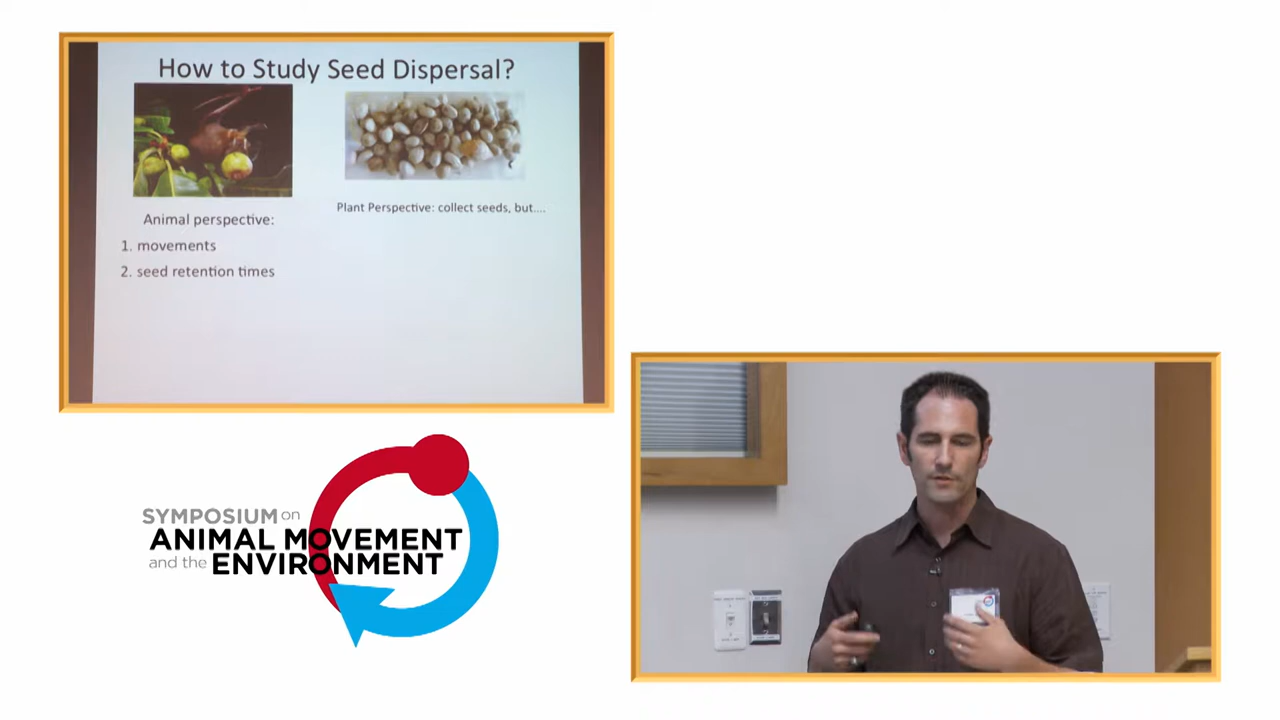 How to Study Seed Dispersal?
Animal perspective:
1. movements
2. seed retention times
Plant Perspective: collect seeds, but....
SYMPOSIUM on
ANIMAL MOVEMENT
and the ENVIRONMENT